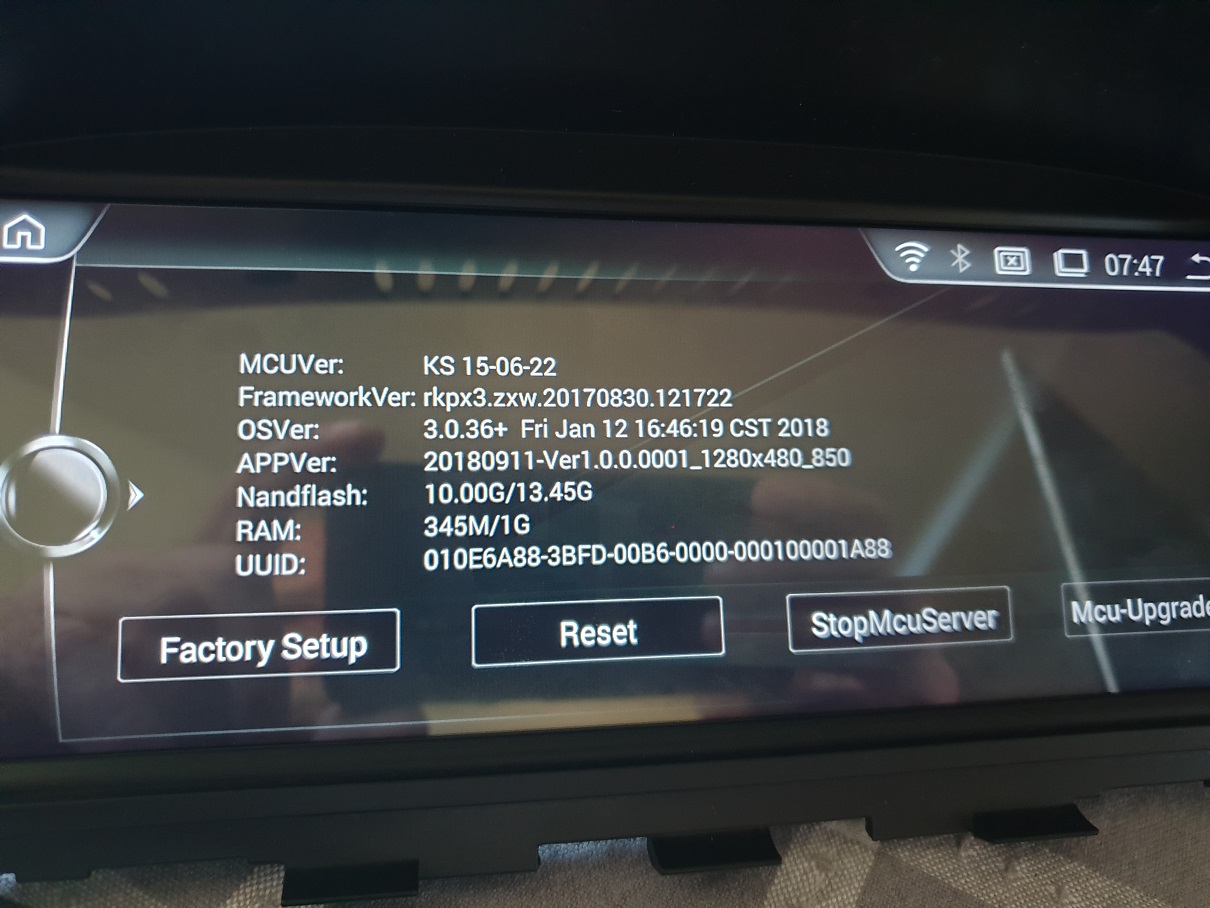 07:47
MCUVer: KS 15-06-22
FrameworkVer: rkpx3.zxw.20170830.121722
OSVer: 3.0.36+ Fri Jan 12 16:46:19 CST 2018
APPVer: 20180911-Ver1.0.0.0001_1280x480_850
Nandflash: 10.00G/13.45G
RAM: 345M/1G
UUID: 010E6A88-3BFD-00B6-0000-000100001A88
Factory Setup Reset StopMcuServer Mcu-Upgrade